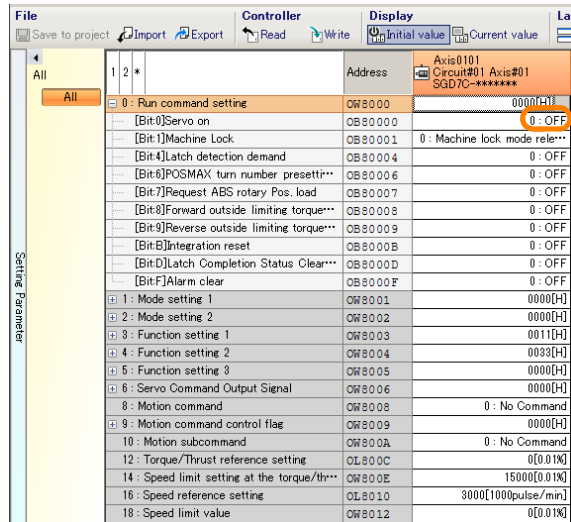 File Controller Display La
Save to project Import Export Read Write Initial value Current value
All
All
Setting Parameter
1 2 * Address Axis0101
Circuit#01 Axis#01
SGD7C-*******
0 : Run command setting OW8000 0000[H]
[Bit:0]Servo on OB80000 0 : OFF
[Bit:1]Machine Lock OB80001 0 : Machine lock mode rele···
[Bit:4]Latch detection demand OB80004 0 : OFF
[Bit:6]POSMAX turn number presetti··· OB80006 0 : OFF
[Bit:7]Request ABS rotary Pos. load OB80007 0 : OFF
[Bit:8]Forward outside limiting torque··· OB80008 0 : OFF
[Bit:9]Reverse outside limiting torque··· OB80009 0 : OFF
[Bit:B]Integration reset OB8000B 0 : OFF
[Bit:D]Latch Completion Status Clear··· OB8000D 0 : OFF
[Bit:F]Alarm clear OB8000F 0 : OFF
1 : Mode setting 1 OW8001 0000[H]
2 : Mode setting 2 OW8002 0000[H]
3 : Function setting 1 OW8003 0011[H]
4 : Function setting 2 OW8004 0033[H]
5 : Function setting 3 OW8005 0000[H]
6 : Servo Command Output Signal OW8006 0000[H]
8 : Motion command OW8008 0 : No Command
9 : Motion command control flag OW8009 0000[H]
10 : Motion subcommand OW800A 0 : No Command
12 : Torque/Thrust reference setting OL800C 0[0.01%]
14 : Speed limit setting at the torque/th··· OW800E 15000[0.01%]
16 : Speed reference setting OL8010 3000[1000pulse/min]
18 : Speed limit value OW8012 0[0.01%]